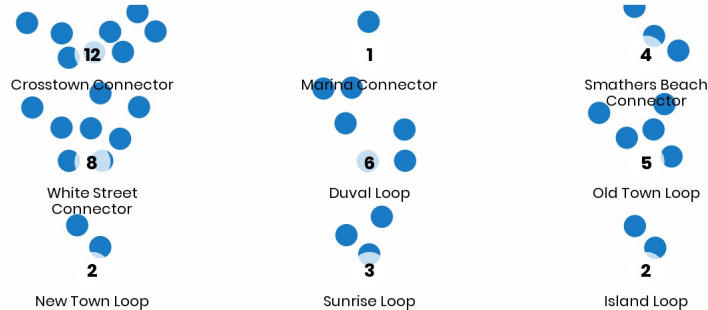 12
Crosstown Connector
1
Marina Connector
4
Smathers Beach
Connector
8
White Street
Connector
6
Duval Loop
5
Old Town Loop
2
New Town Loop
3
Sunrise Loop
2
Island Loop